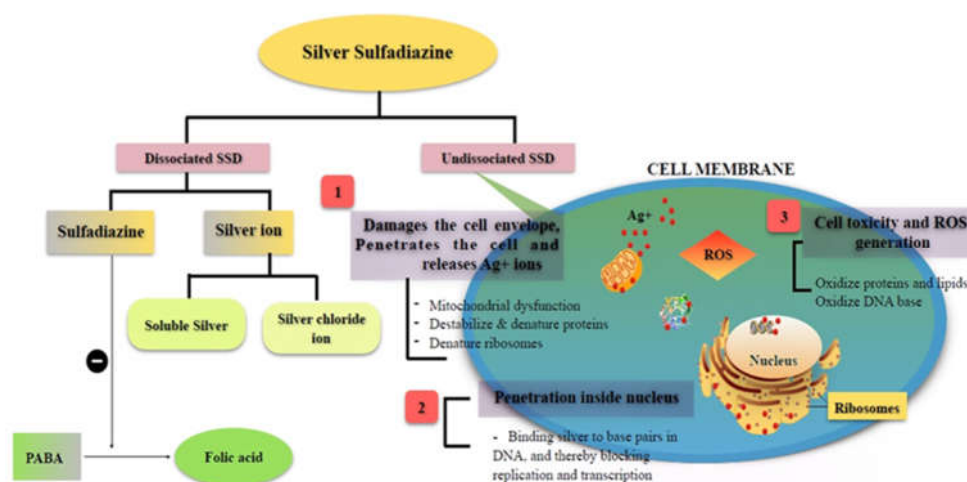 Silver Sulfadiazine
Dissociated SSD
Undissociated SSD
CELL MEMBRANE
1
Sulfadiazine
Silver ion
Damages the cell envelope,
Penetrates the cell and
releases Ag+ ions
Ag+
ROS
3
Cell toxicity and ROS
generation
- Oxidize proteins and lipids
Oxidize DNA base
Soluble Silver
Silver chloride
ion
- Mitochondrial dysfunction
- Destabilize & denature proteins
- Denature ribosomes
Nucleus
2
Penetration inside nucleus
Ribosomes
- Binding silver to base pairs in
DNA, and thereby blocking
replication and transcription
PABA
Folic acid